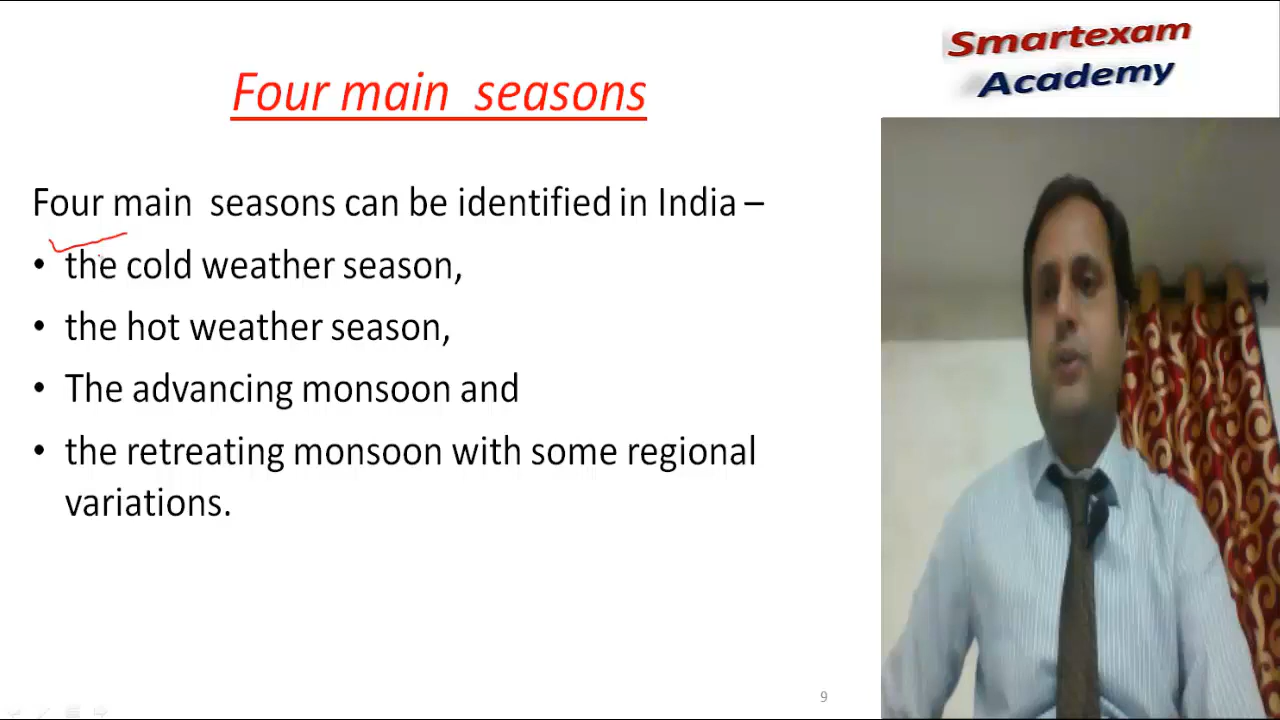 Smartexam
Academy
Four main seasons
Four main seasons can be identified in India –
• the cold weather season,
• the hot weather season,
• The advancing monsoon and
• the retreating monsoon with some regional
variations.
9